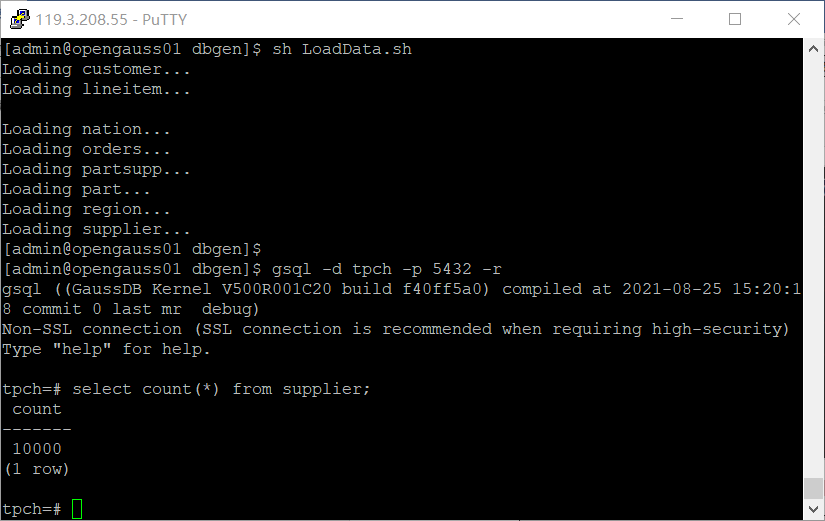 119.3.208.55 - PuTTY
[admin@opengauss01 dbgen]$ sh LoadData.sh
Loading customer...
Loading lineitem...
Loading nation...
Loading orders...
Loading partsupp...
Loading part...
Loading region...
Loading supplier...
[admin@opengauss01 dbgen]$
[admin@opengauss01 dbgen]$ gsql -d tpch -p 5432 -r
gsql ((GaussDB Kernel V500R001C20 build f40ff5a0) compiled at 2021-08-25 15:20:1
8 commit 0 last mr  debug)
Non-SSL connection (SSL connection is recommended when requiring high-security)
Type "help" for help.
tpch=# select count(*) from supplier;
 count
-------
 10000
(1 row)
tpch=#